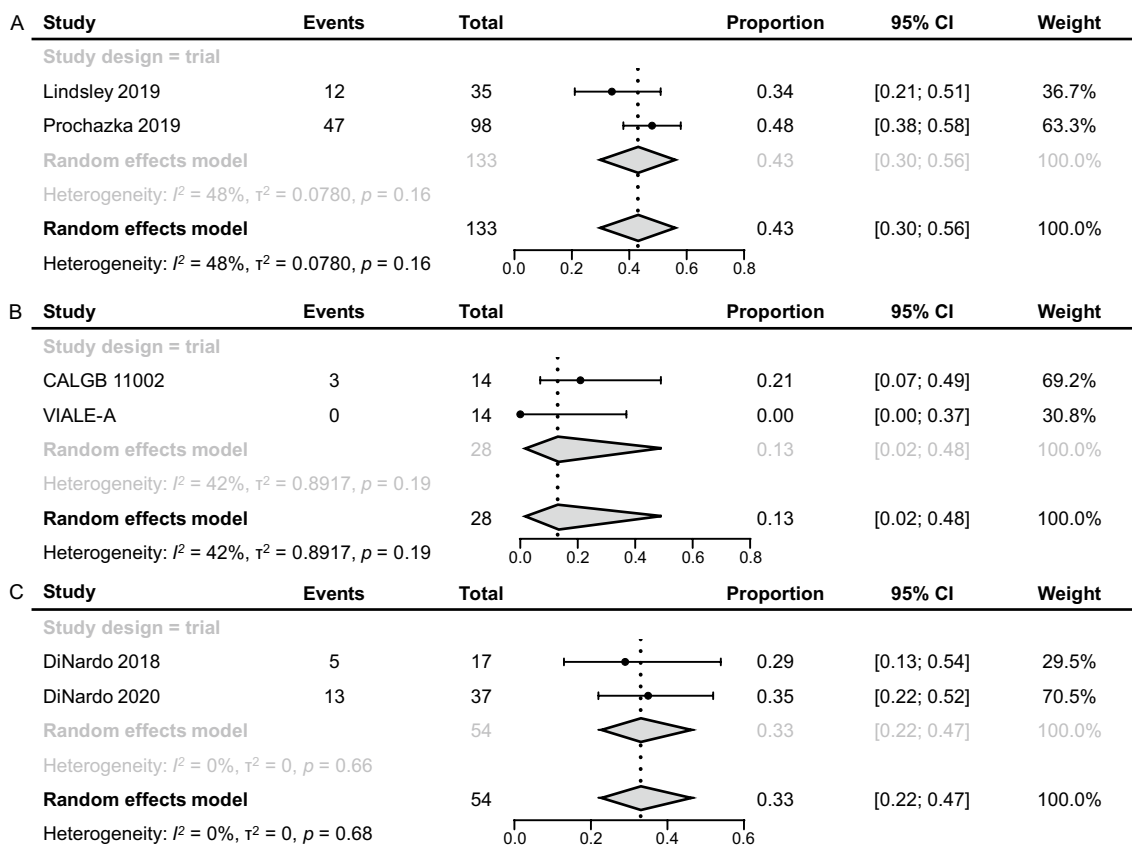 A Study Events Total Proportion 95% CI Weight
Study design = trial
Lindsley 2019 12 35 0.34 [0.21; 0.51] 36.7%
Prochazka 2019 47 98 0.48 [0.38; 0.58] 63.3%
Random effects model 133 0.43 [0.30; 0.56] 100.0%
Heterogeneity: I² = 48%, τ² = 0.0780, p = 0.16
Random effects model 133 0.43 [0.30; 0.56] 100.0%
Heterogeneity: I² = 48%, τ² = 0.0780, p = 0.16
0.0 0.2 0.4 0.6 0.8
B Study Events Total Proportion 95% CI Weight
Study design = trial
CALGB 11002 3 14 0.21 [0.07; 0.49] 69.2%
VIALE-A 0 14 0.00 [0.00; 0.37] 30.8%
Random effects model 28 0.13 [0.02; 0.48] 100.0%
Heterogeneity: I² = 42%, τ² = 0.8917, p = 0.19
Random effects model 28 0.13 [0.02; 0.48] 100.0%
Heterogeneity: I² = 42%, τ² = 0.8917, p = 0.19
0.0 0.2 0.4 0.6 0.8
C Study Events Total Proportion 95% CI Weight
Study design = trial
DiNardo 2018 5 17 0.29 [0.13; 0.54] 29.5%
DiNardo 2020 13 37 0.35 [0.22; 0.52] 70.5%
Random effects model 54 0.33 [0.22; 0.47] 100.0%
Heterogeneity: I² = 0%, τ² = 0, p = 0.66
Random effects model 54 0.33 [0.22; 0.47] 100.0%
Heterogeneity: I² = 0%, τ² = 0, p = 0.68
0.0 0.2 0.4 0.6